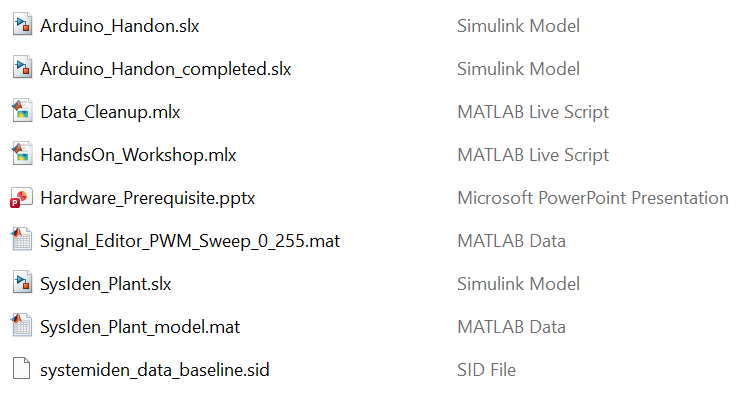 Arduino_Handon.slx Simulink Model
Arduino_Handon_completed.slx Simulink Model
Data_Cleanup.mlx MATLAB Live Script
HandsOn_Workshop.mlx MATLAB Live Script
Hardware_Prerequisite.pptx Microsoft PowerPoint Presentation
Signal_Editor_PWM_Sweep_0_255.mat MATLAB Data
SysIden_Plant.slx Simulink Model
SysIden_Plant_model.mat MATLAB Data
systemiden_data_baseline.sid SID File